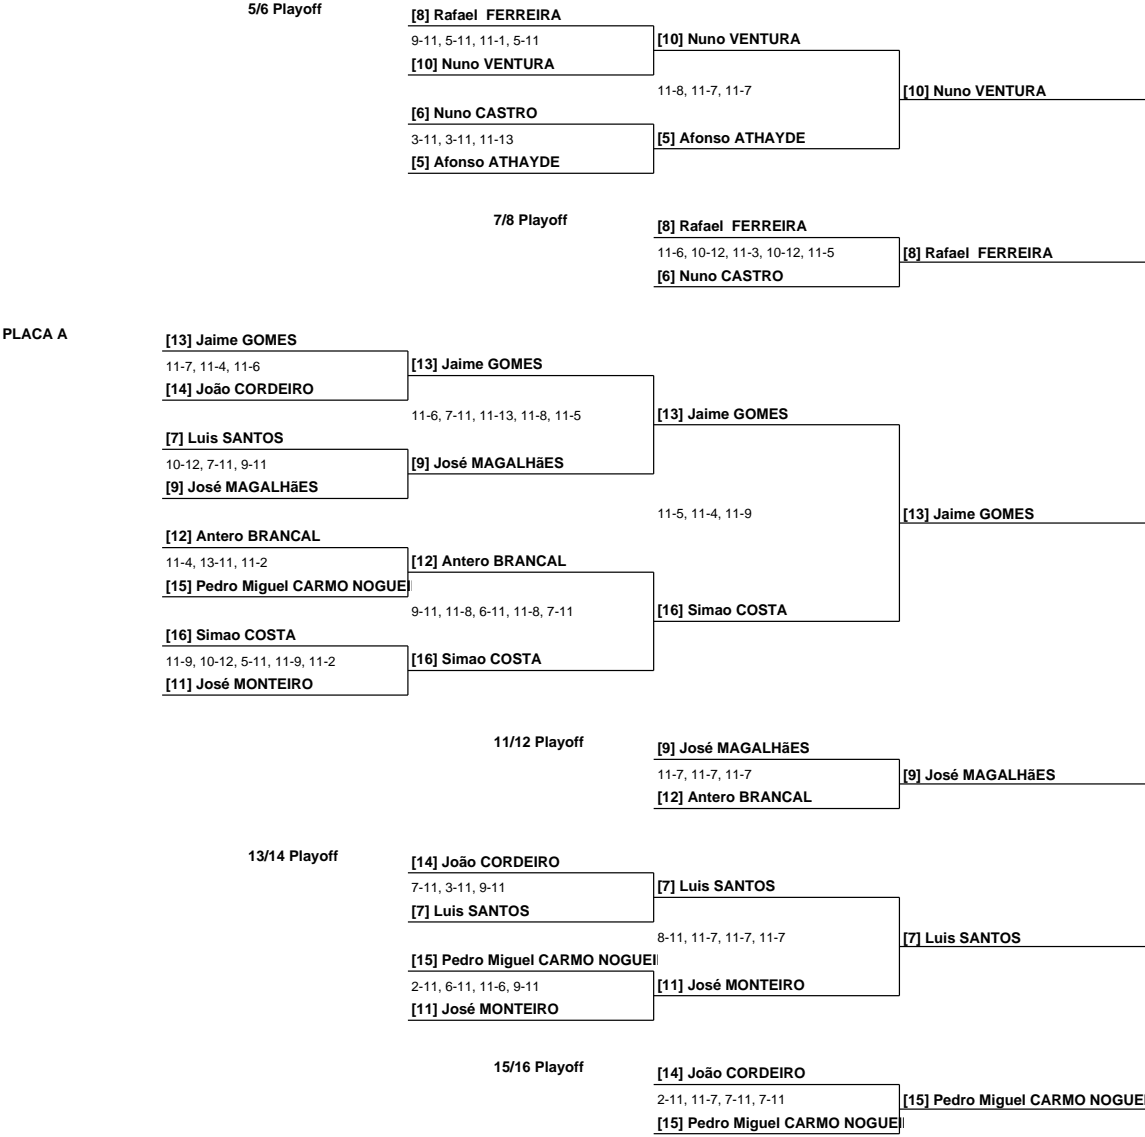 5/6 Playoff
[8] Rafael  FERREIRA
9-11, 5-11, 11-1, 5-11
[10] Nuno VENTURA
[10] Nuno VENTURA
11-8, 11-7, 11-7
[10] Nuno VENTURA
[6] Nuno CASTRO
3-11, 3-11, 11-13
[5] Afonso ATHAYDE
[5] Afonso ATHAYDE
7/8 Playoff
[8] Rafael  FERREIRA
11-6, 10-12, 11-3, 10-12, 11-5
[8] Rafael  FERREIRA
[6] Nuno CASTRO
PLACA A
[13] Jaime GOMES
11-7, 11-4, 11-6
[13] Jaime GOMES
[14] João CORDEIRO
11-6, 7-11, 11-13, 11-8, 11-5
[13] Jaime GOMES
[7] Luis SANTOS
10-12, 7-11, 9-11
[9] José MAGALHãES
[9] José MAGALHãES
11-5, 11-4, 11-9
[13] Jaime GOMES
[12] Antero BRANCAL
11-4, 13-11, 11-2
[12] Antero BRANCAL
[15] Pedro Miguel CARMO NOGUEI
9-11, 11-8, 6-11, 11-8, 7-11
[16] Simao COSTA
[16] Simao COSTA
11-9, 10-12, 5-11, 11-9, 11-2
[16] Simao COSTA
[11] José MONTEIRO
11/12 Playoff
[9] José MAGALHãES
11-7, 11-7, 11-7
[9] José MAGALHãES
[12] Antero BRANCAL
13/14 Playoff
[14] João CORDEIRO
7-11, 3-11, 9-11
[7] Luis SANTOS
[7] Luis SANTOS
8-11, 11-7, 11-7, 11-7
[7] Luis SANTOS
[15] Pedro Miguel CARMO NOGUEI
2-11, 6-11, 11-6, 9-11
[11] José MONTEIRO
[11] José MONTEIRO
15/16 Playoff
[14] João CORDEIRO
2-11, 11-7, 7-11, 7-11
[15] Pedro Miguel CARMO NOGUEI
[15] Pedro Miguel CARMO NOGUEI